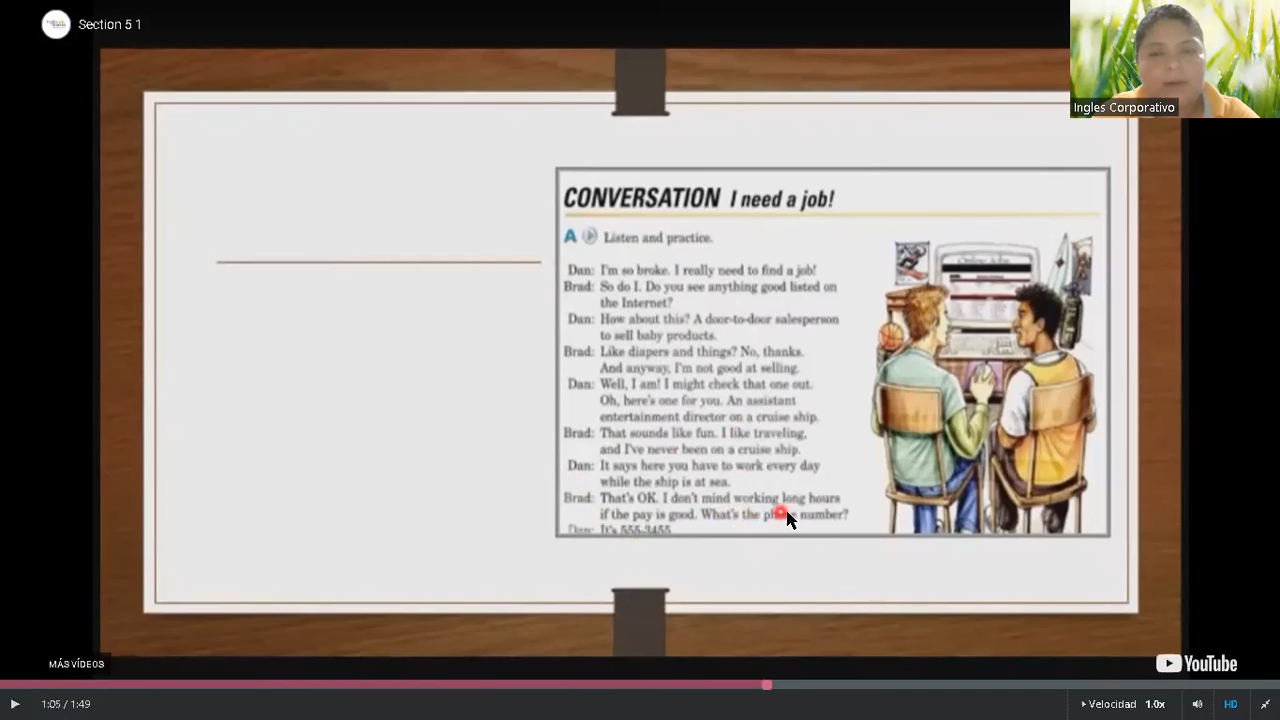 Section 5 1
Ingles Corporativo
CONVERSATION I need a job!
A Listen and practice.
Dan: I'm so broke. I really need to find a job!
Brad: So do I. Do you see anything good listed on
the Internet?
Dan: How about this? A door-to-door salesperson
to sell baby products.
Brad: Like diapers and things? No, thanks.
And anyway, I'm not good at selling.
Dan: Well, I am! I might check that one out.
Oh, here's one for you. An assistant
entertainment director on a cruise ship.
Brad: That sounds like fun. I like traveling,
and I've never been on a cruise ship.
Dan: It says here you have to work every day
while the ship is at sea.
Brad: That's OK. I don't mind working long hours
if the pay is good. What's the phone number?
Dan: It's 555-3455
MÁS VÍDEOS
YouTube
1:05 / 1:49
Velocidad 1.0x
HD